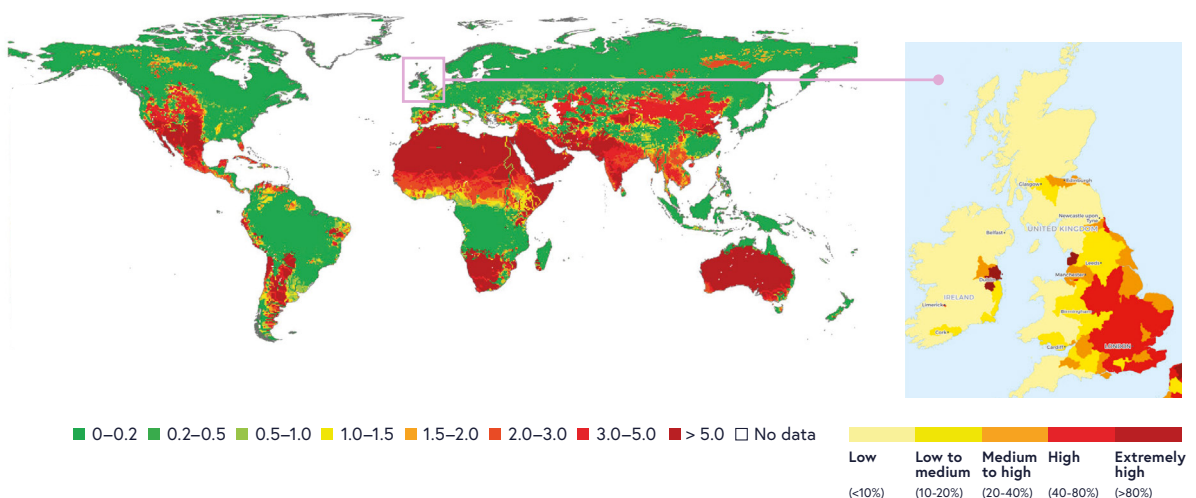 Glasgow
Edinburgh
Newcastle upon
Tyne
UNITED KINGDOM
Belfast
Leeds
Manchester
Dublin
IRELAND
Limerick
Birmingham
Cork
Cardiff
LONDON
0–0.2 0.2–0.5 0.5–1.0 1.0–1.5 1.5–2.0 2.0–3.0 3.0–5.0 > 5.0 No data
Low Low to Medium High Extremely
medium to high high
(<10%) (10-20%) (20-40%) (40-80%) (>80%)